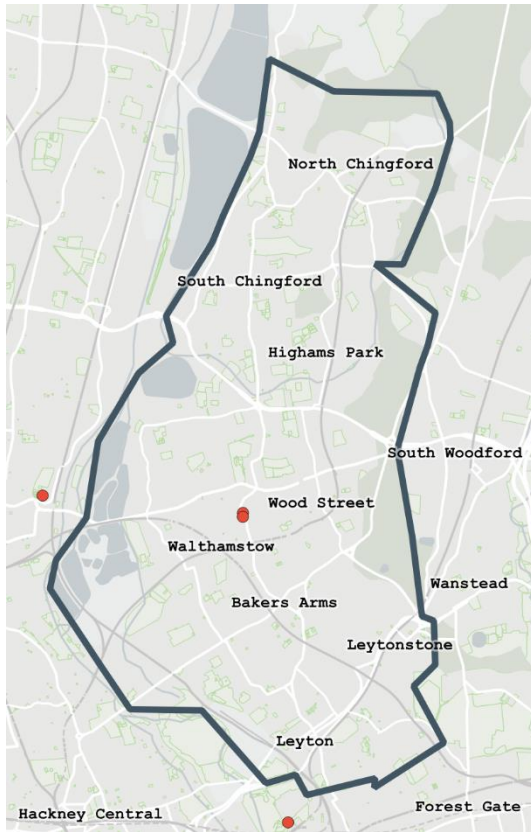 North Chingford
South Chingford
Highams Park
South Woodford
Wood Street
Walthamstow
Wanstead
Bakers Arms
Leytonstone
Leyton
Forest Gate
Hackney Central